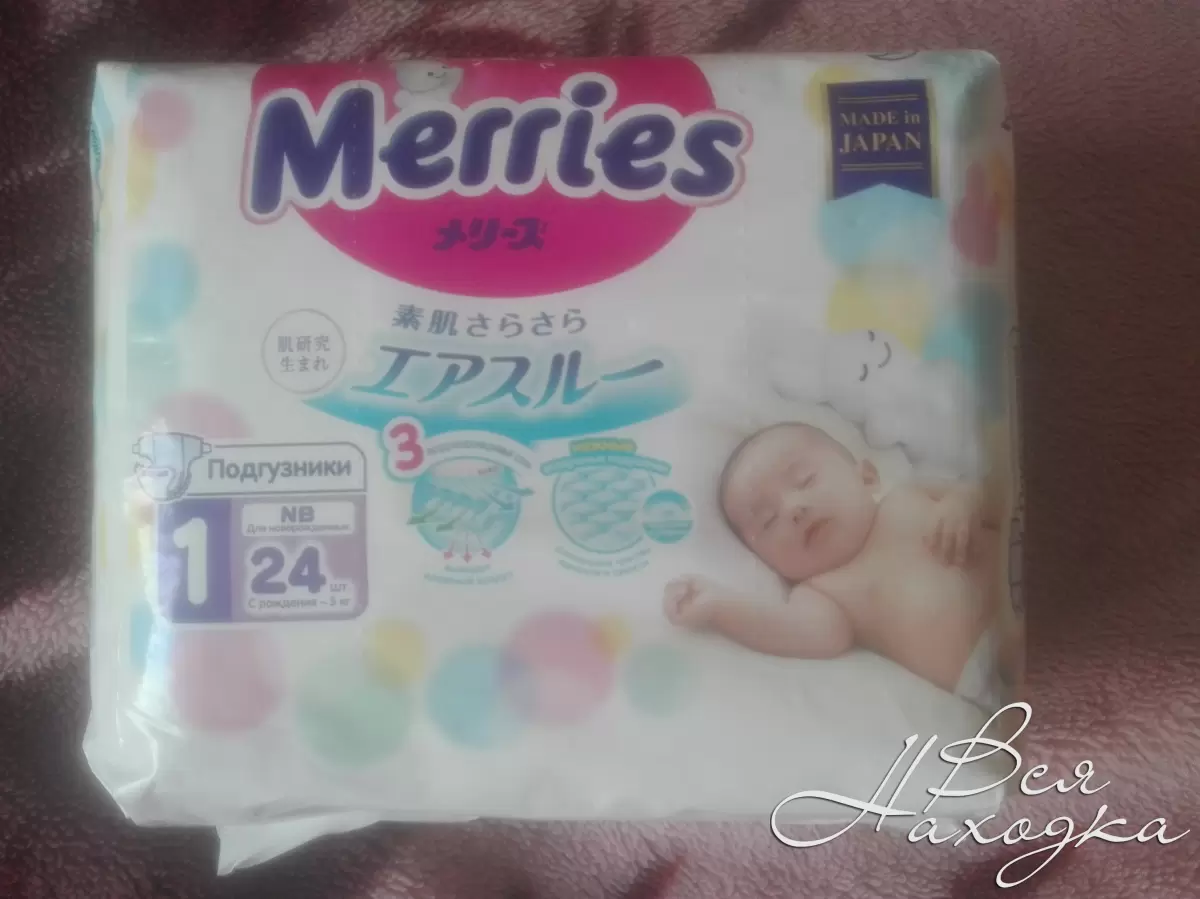 Merries
メリーズ
MADE in
JAPAN
素肌さらさら
エアスルー
肌研究
生まれ
3
Подгузники
1
NB
Для новорожденных
24 шт
С рождения – 5 кг
Вся
Находка